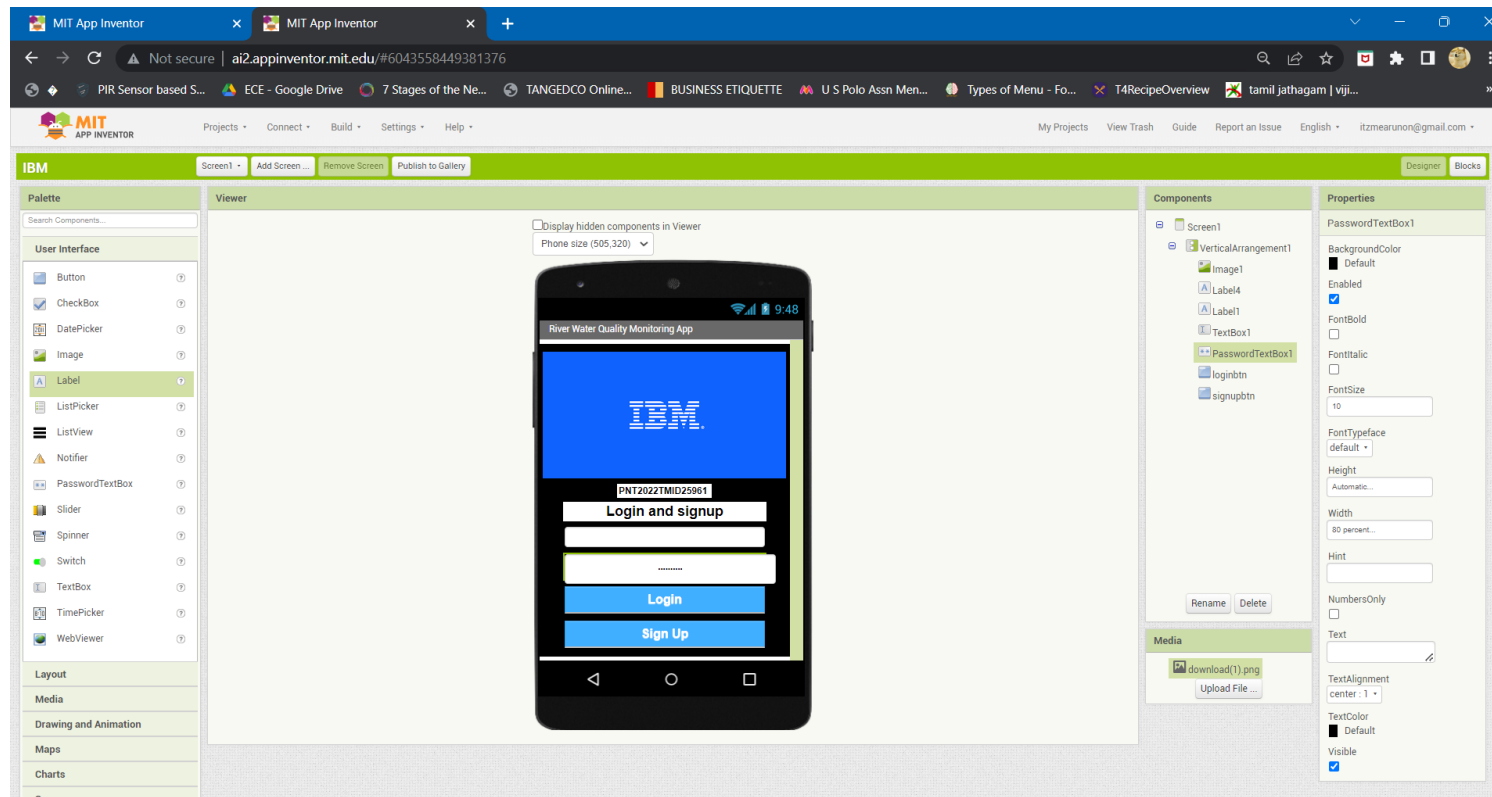 MIT App Inventor
MIT App Inventor
Not secure | ai2.appinventor.mit.edu/#6043558449381376
PIR Sensor based S...
ECE - Google Drive
7 Stages of the Ne...
TANGEDCO Online...
BUSINESS ETIQUETTE
U S Polo Assn Men...
Types of Menu - Fo...
T4RecipeOverview
tamil jathagam | viji...
MIT
APP INVENTOR
Projects
Connect
Build
Settings
Help
My Projects
View Trash
Guide
Report an Issue
English
itzmearunon@gmail.com
IBM
Screen1
Add Screen ...
Remove Screen
Publish to Gallery
Designer
Blocks
Palette
Search Components...
User Interface
Button
CheckBox
DatePicker
Image
Label
ListPicker
ListView
Notifier
PasswordTextBox
Slider
Spinner
Switch
TextBox
TimePicker
WebViewer
Layout
Media
Drawing and Animation
Maps
Charts
Viewer
Display hidden components in Viewer
Phone size (505,320)
9:48
River Water Quality Monitoring App
IBM
PNT2022TMID25961
Login and signup
••••••••••
Login
Sign Up
Components
Screen1
VerticalArrangement1
Image1
Label4
Label1
TextBox1
PasswordTextBox1
loginbtn
signupbtn
Rename
Delete
Media
download(1).png
Upload File ...
Properties
PasswordTextBox1
BackgroundColor
Default
Enabled
FontBold
FontItalic
FontSize
10
FontTypeface
default
Height
Automatic...
Width
80 percent...
Hint
NumbersOnly
Text
TextAlignment
center : 1
TextColor
Default
Visible